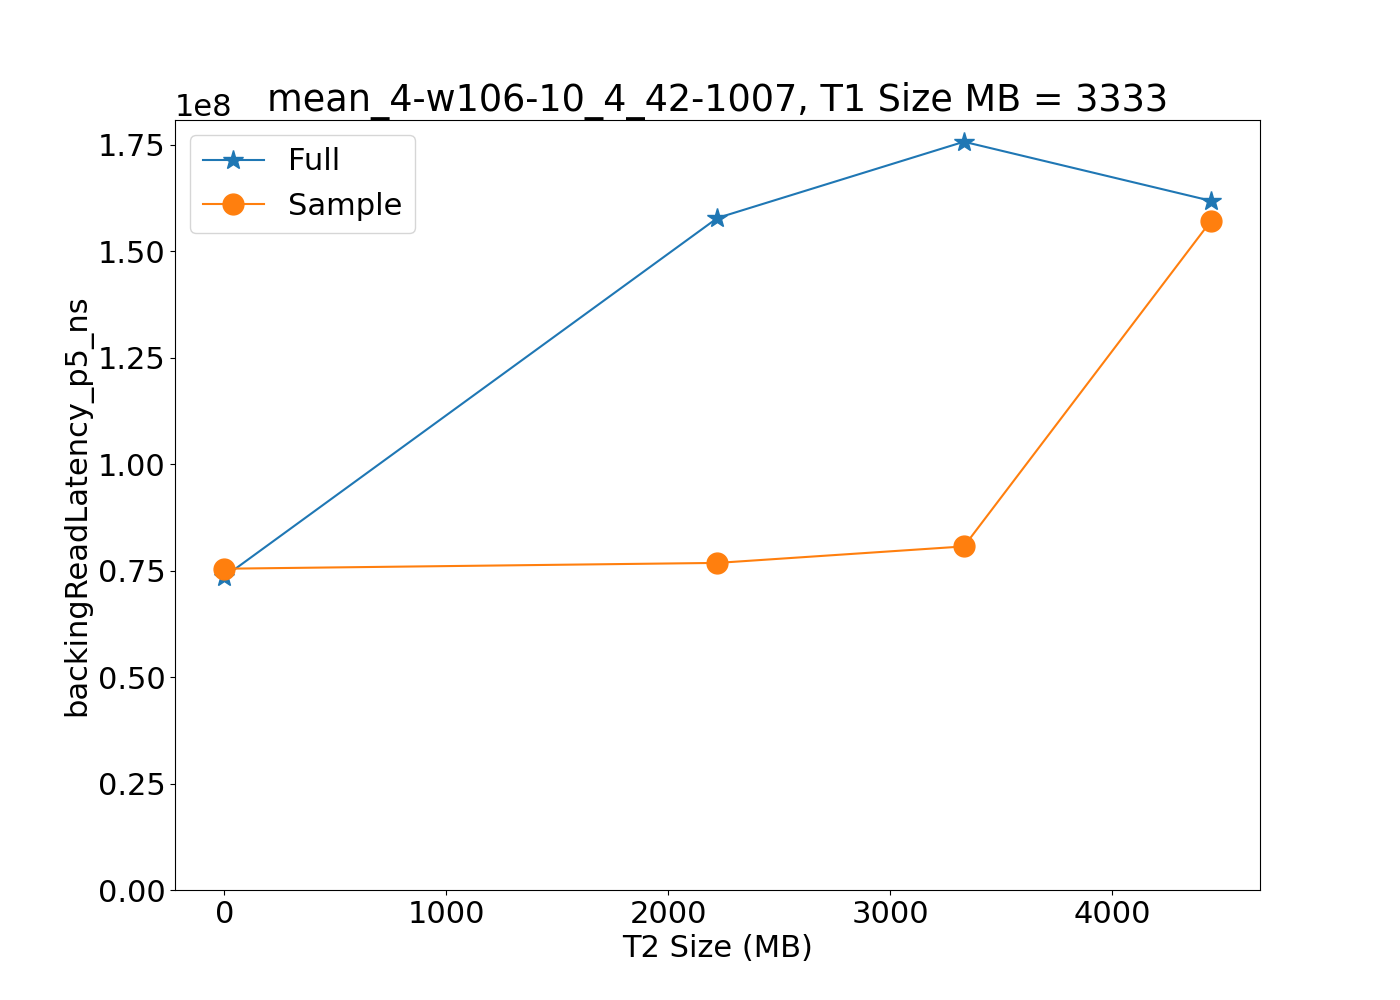 mean_4-w106-10_4_42-1007, T1 Size MB = 3333
1e8
Full
Sample
1.75
1.50
1.25
1.00
0.75
0.50
0.25
0.00
backingReadLatency_p5_ns
0 1000 2000 3000 4000
T2 Size (MB)